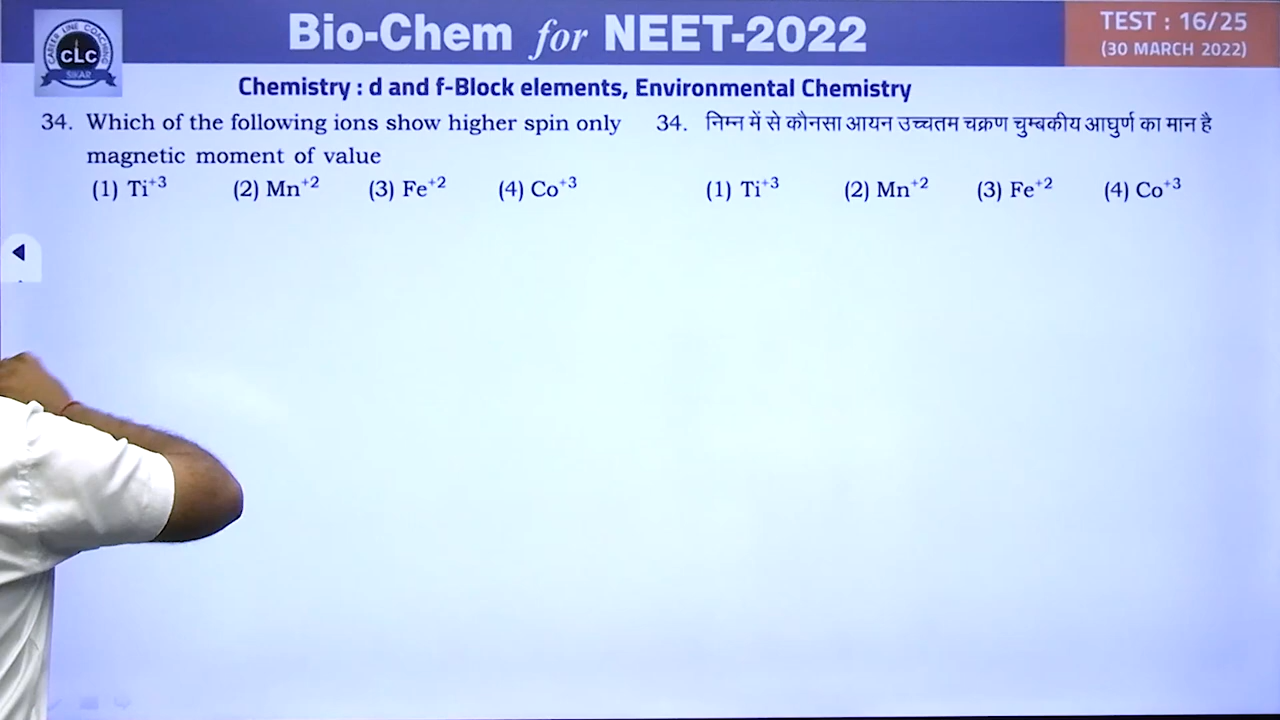 Bio-Chem for NEET-2022
TEST : 16/25
(30 MARCH 2022)
CAREER LINE COACHING
CLC
SIKAR
Chemistry : d and f-Block elements, Environmental Chemistry
34. Which of the following ions show higher spin only
magnetic moment of value
(1) Ti⁺³ (2) Mn⁺² (3) Fe⁺² (4) Co⁺³
34. निम्न में से कौनसा आयन उच्चतम चक्रण चुम्बकीय आघुर्ण का मान है
(1) Ti⁺³ (2) Mn⁺² (3) Fe⁺² (4) Co⁺³